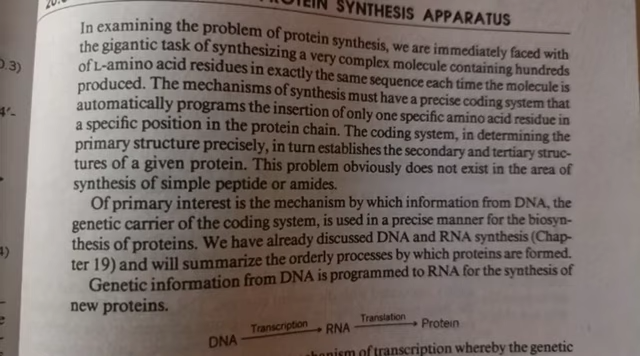 PROTEIN SYNTHESIS APPARATUS
In examining the problem of protein synthesis, we are immediately faced with
the gigantic task of synthesizing a very complex molecule containing hundreds
of L-amino acid residues in exactly the same sequence each time the molecule is
produced. The mechanisms of synthesis must have a precise coding system that
automatically programs the insertion of only one specific amino acid residue in
a specific position in the protein chain. The coding system, in determining the
primary structure precisely, in turn establishes the secondary and tertiary struc-
tures of a given protein. This problem obviously does not exist in the area of
synthesis of simple peptide or amides.
Of primary interest is the mechanism by which information from DNA, the
genetic carrier of the coding system, is used in a precise manner for the biosyn-
thesis of proteins. We have already discussed DNA and RNA synthesis (Chap-
ter 19) and will summarize the orderly processes by which proteins are formed.
Genetic information from DNA is programmed to RNA for the synthesis of
new proteins.
DNA Transcription → RNA Translation → Protein
of transcription whereby the genetic